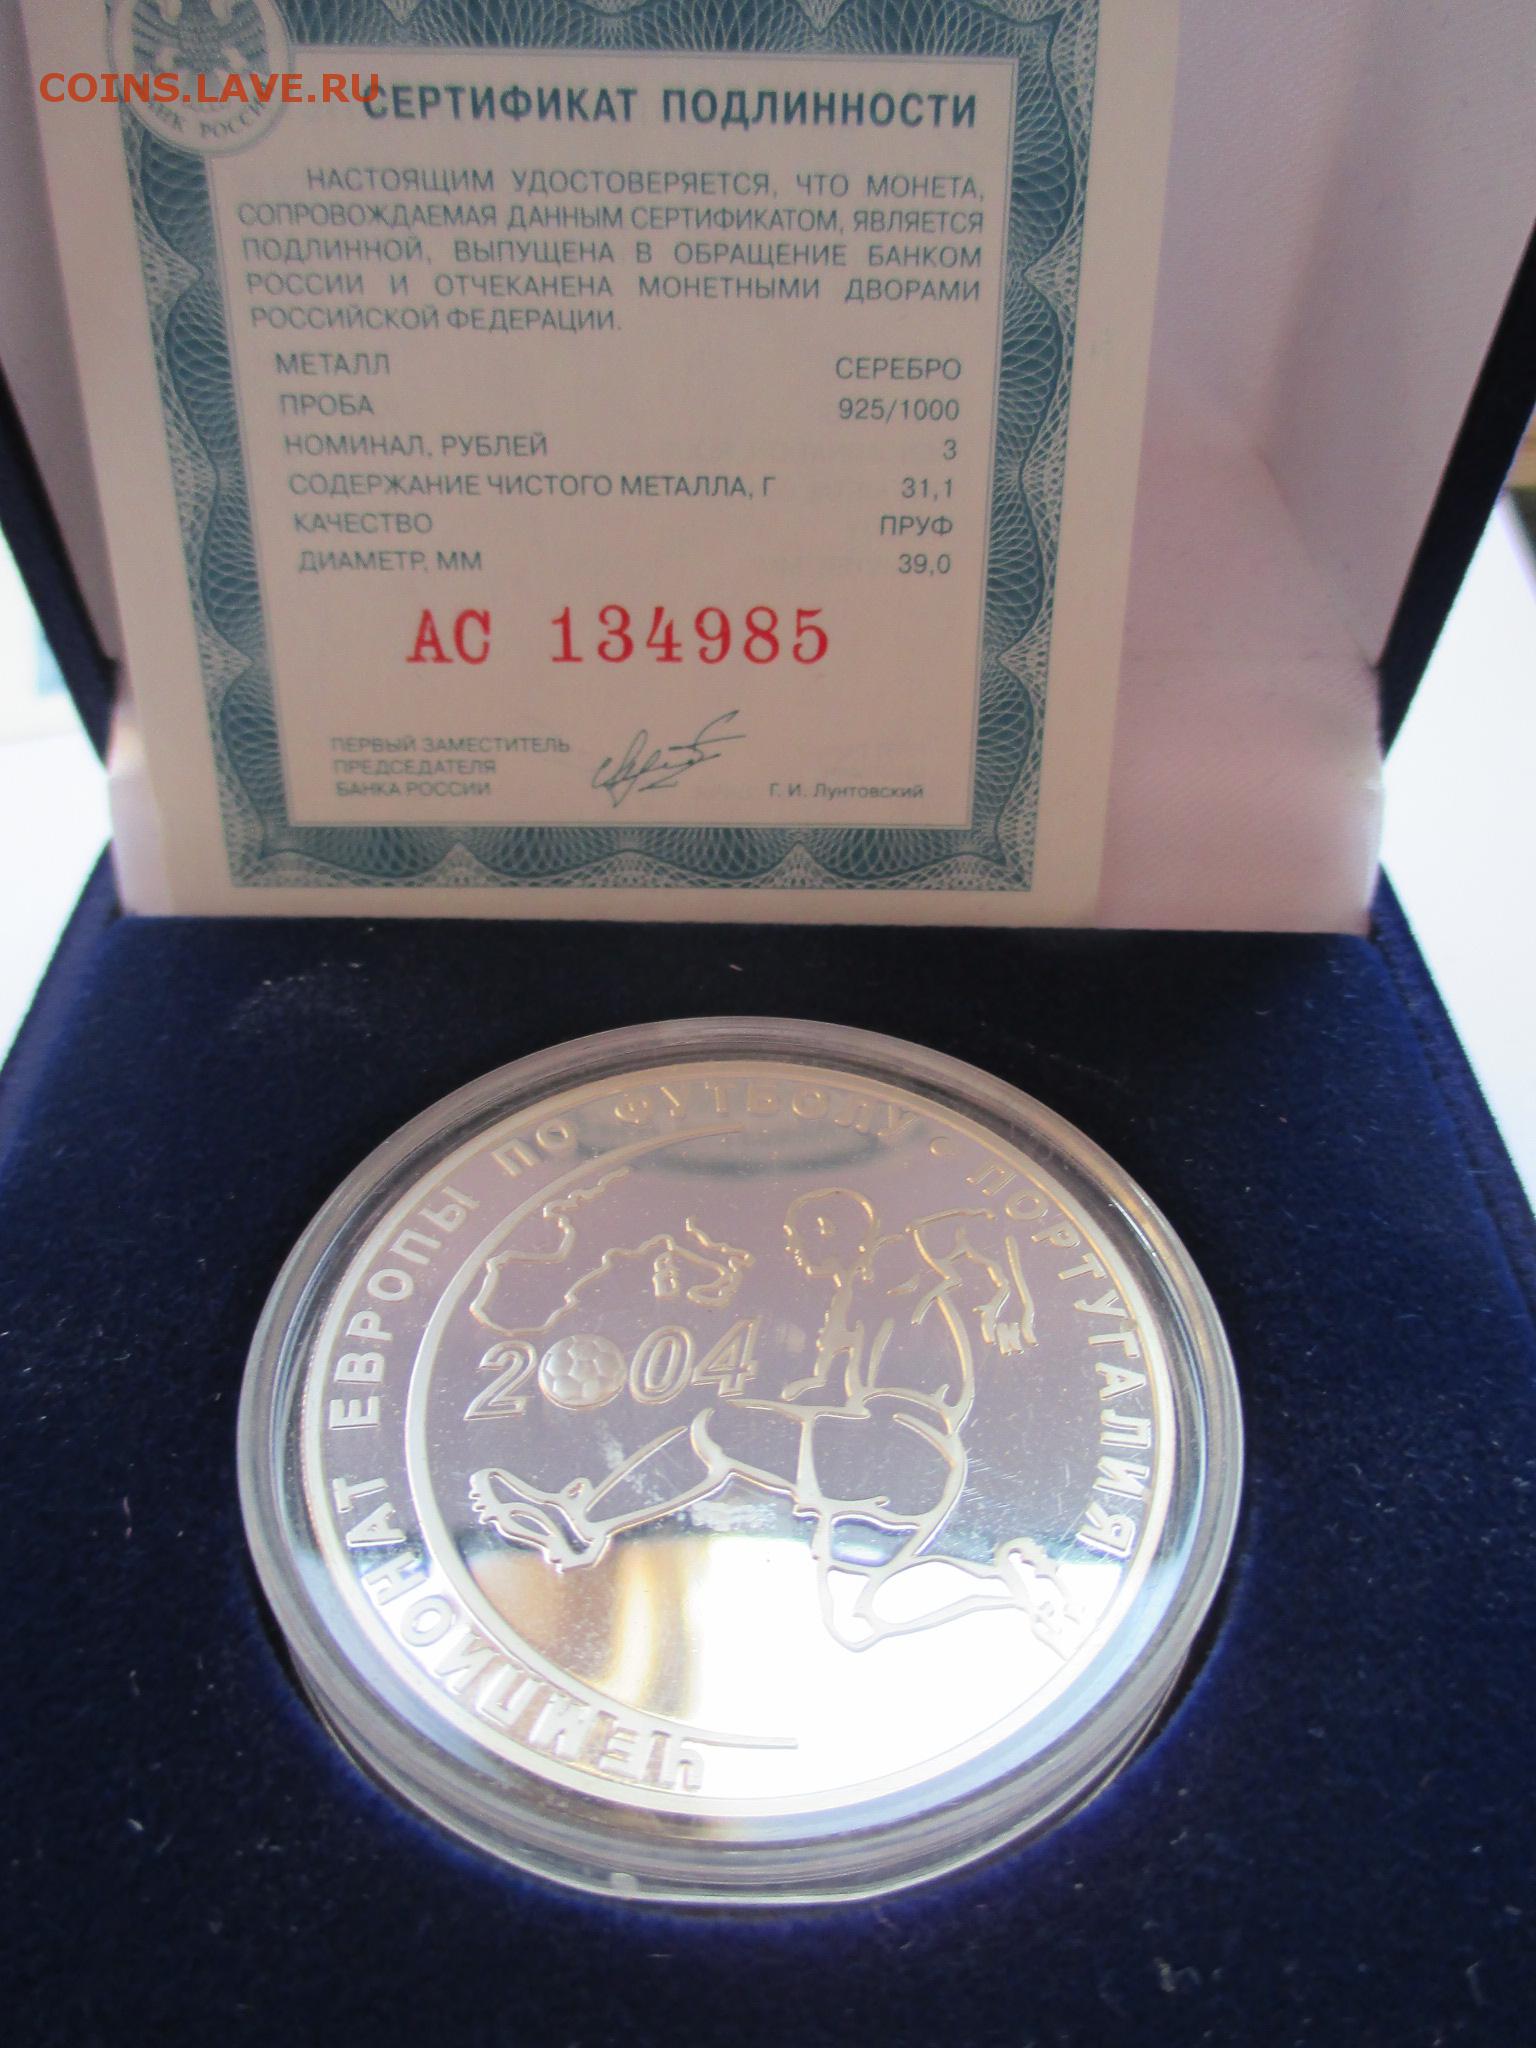 COINS.LAVE.RU
БАНК РОССИИ
СЕРТИФИКАТ ПОДЛИННОСТИ
НАСТОЯЩИМ УДОСТОВЕРЯЕТСЯ, ЧТО МОНЕТА,
СОПРОВОЖДАЕМАЯ ДАННЫМ СЕРТИФИКАТОМ, ЯВЛЯЕТСЯ
ПОДЛИННОЙ, ВЫПУЩЕНА В ОБРАЩЕНИЕ БАНКОМ
РОССИИ И ОТЧЕКАНЕНА МОНЕТНЫМИ ДВОРАМИ
РОССИЙСКОЙ ФЕДЕРАЦИИ.
МЕТАЛЛ СЕРЕБРО
ПРОБА 925/1000
НОМИНАЛ, РУБЛЕЙ 3
СОДЕРЖАНИЕ ЧИСТОГО МЕТАЛЛА, Г 31,1
КАЧЕСТВО ПРУФ
ДИАМЕТР, ММ 39,0
АС 134985
ПЕРВЫЙ ЗАМЕСТИТЕЛЬ
ПРЕДСЕДАТЕЛЯ
БАНКА РОССИИ
Г. И. Лунтовский
ЧЕМПИОНАТ ЕВРОПЫ ПО ФУТБОЛУ • ПОРТУГАЛИЯ
2004